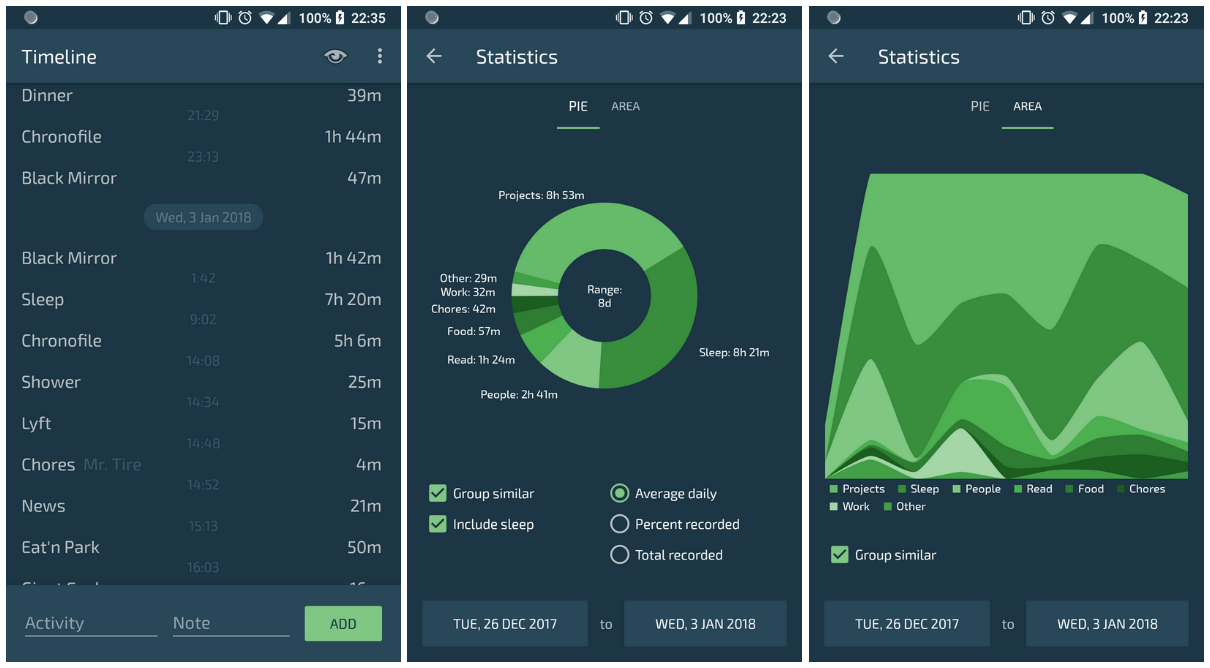 100% 22:35
Timeline
Dinner 39m
21:29
Chronofile 1h 44m
23:13
Black Mirror 47m
Wed, 3 Jan 2018
Black Mirror 1h 42m
1:42
Sleep 7h 20m
9:02
Chronofile 5h 6m
14:08
Shower 25m
14:34
Lyft 15m
14:48
Chores Mr. Tire 4m
14:52
News 21m
15:13
Eat'n Park 50m
16:03
Activity Note ADD
100% 22:23
Statistics
PIE AREA
Projects: 8h 53m
Other: 29m
Work: 32m
Chores: 42m
Food: 57m
Read: 1h 24m
People: 2h 41m
Sleep: 8h 21m
Range:
8d
Group similar Average daily
Include sleep Percent recorded
Total recorded
TUE, 26 DEC 2017 to WED, 3 JAN 2018
100% 22:23
Statistics
PIE AREA
Projects Sleep People Read Food Chores
Work Other
Group similar
TUE, 26 DEC 2017 to WED, 3 JAN 2018